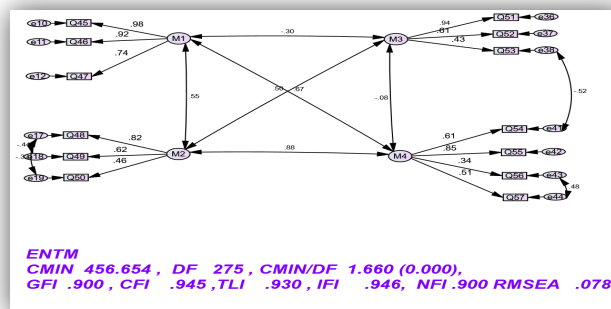 e10 Q45 .98 M1 -.30 M3 .94 Q51 e36
e11 Q46 .92 .61 Q52 e37
e12 Q47 .74 .43 Q53 e38
.55 .67 -.08 -.52
e17 Q48 .82 M2 .88 M4 .61 Q54 e41
e18 Q49 .62 .85 Q55 e42
e19 Q50 .46 .34 Q56 e43
.51 Q57 e44 .48
ENTM
CMIN 456.654 , DF 275 , CMIN/DF 1.660 (0.000),
GFI .900 , CFI .945 ,TLI .930 , IFI .946, NFI .900 RMSEA .078